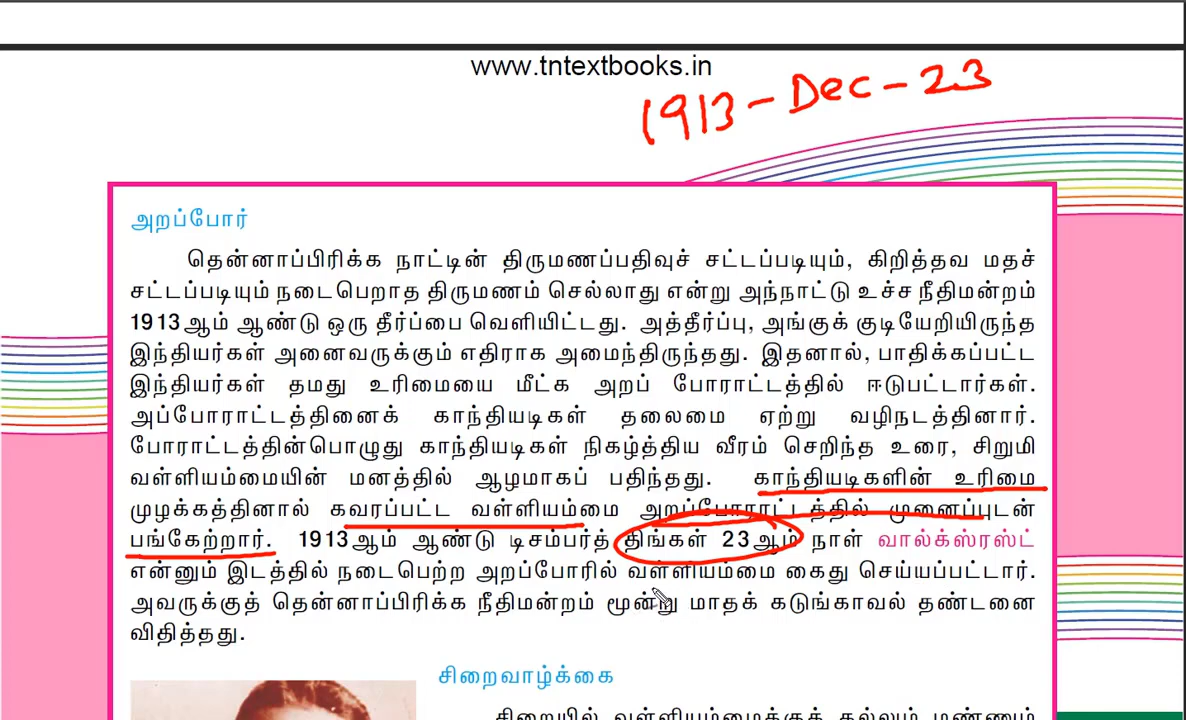 www.tntextbooks.in
1913 - Dec - 23
அறப்போர்
தென்னாப்பிரிக்க நாட்டின் திருமணப்பதிவுச் சட்டப்படியும், கிறித்தவ மதச்
சட்டப்படியும் நடைபெறாத திருமணம் செல்லாது என்று அந்நாட்டு உச்ச நீதிமன்றம்
1913ஆம் ஆண்டு ஒரு தீர்ப்பை வெளியிட்டது. அத்தீர்ப்பு, அங்குக் குடியேறியிருந்த
இந்தியர்கள் அனைவருக்கும் எதிராக அமைந்திருந்தது. இதனால், பாதிக்கப்பட்ட
இந்தியர்கள் தமது உரிமையை மீட்க அறப் போராட்டத்தில் ஈடுபட்டார்கள்.
அப்போராட்டத்தினைக் காந்தியடிகள் தலைமை ஏற்று வழிநடத்தினார்.
போராட்டத்தின்பொழுது காந்தியடிகள் நிகழ்த்திய வீரம் செறிந்த உரை, சிறுமி
வள்ளியம்மையின் மனத்தில் ஆழமாகப் பதிந்தது. காந்தியடிகளின் உரிமை
முழக்கத்தினால் கவரப்பட்ட வள்ளியம்மை அறப்போராட்டத்தில் முனைப்புடன்
பங்கேற்றார். 1913ஆம் ஆண்டு டிசம்பர்த் திங்கள் 23ஆம் நாள் வால்க்ஸ்ரஸ்ட்
என்னும் இடத்தில் நடைபெற்ற அறப்போரில் வள்ளியம்மை கைது செய்யப்பட்டார்.
அவருக்குத் தென்னாப்பிரிக்க நீதிமன்றம் மூன்று மாதக் கடுங்காவல் தண்டனை
விதித்தது.
சிறைவாழ்க்கை
சிறையில் வள்ளியம்மைக்குக் கல்லும் மண்ணும்